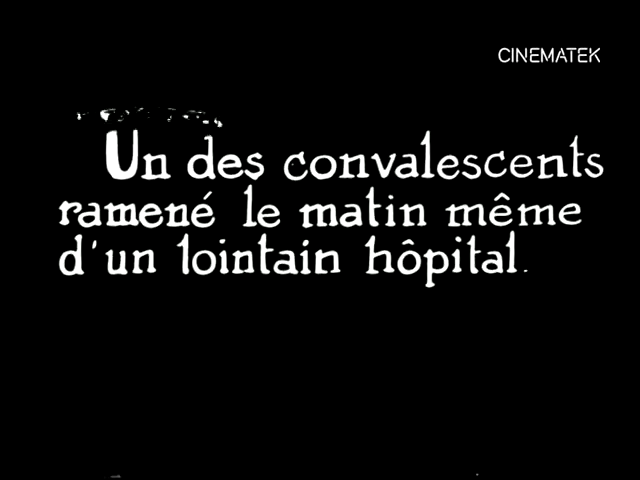 CINEMATEK
Un des convalescents
ramené le matin même
d'un lointain hôpital.